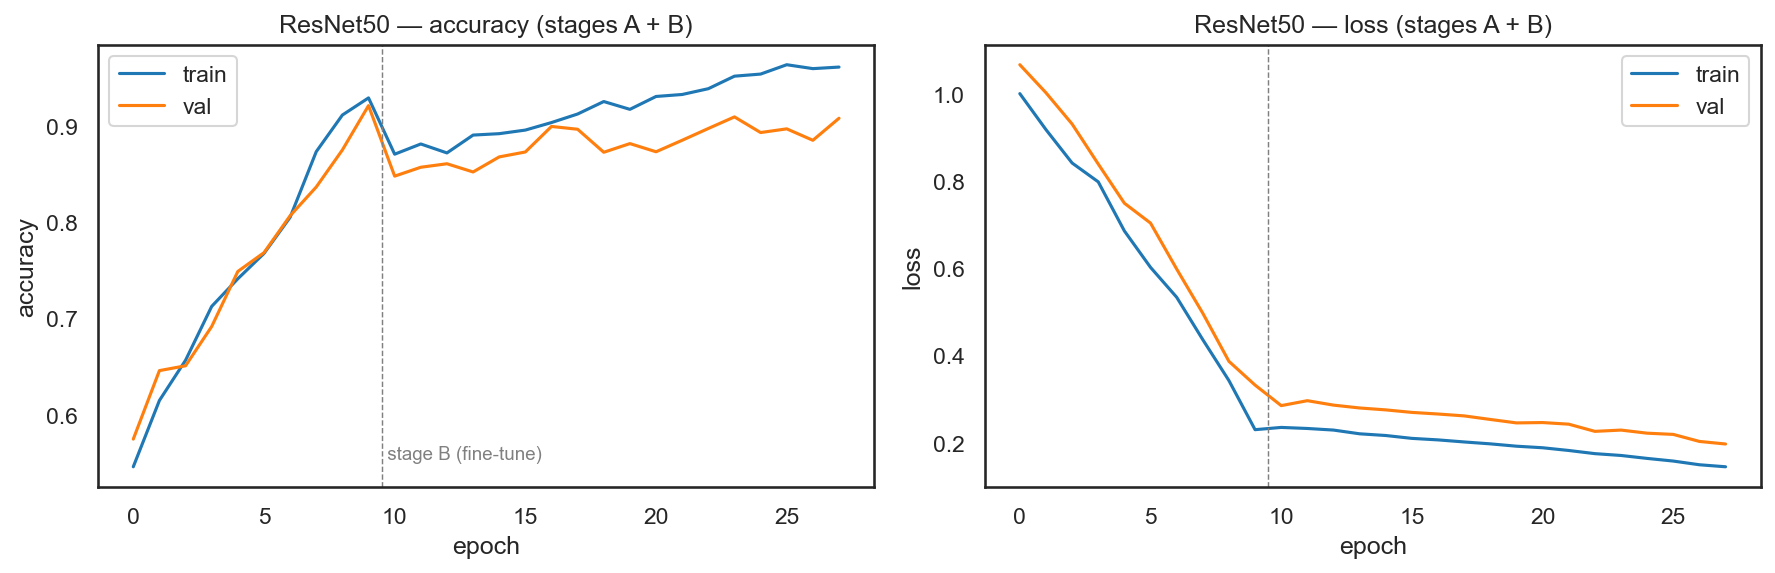 ResNet50 — accuracy (stages A + B)
train
val
0.9
0.8
0.7
0.6
accuracy
stage B (fine-tune)
0 5 10 15 20 25
epoch
ResNet50 — loss (stages A + B)
train
val
1.0
0.8
0.6
0.4
0.2
loss
0 5 10 15 20 25
epoch